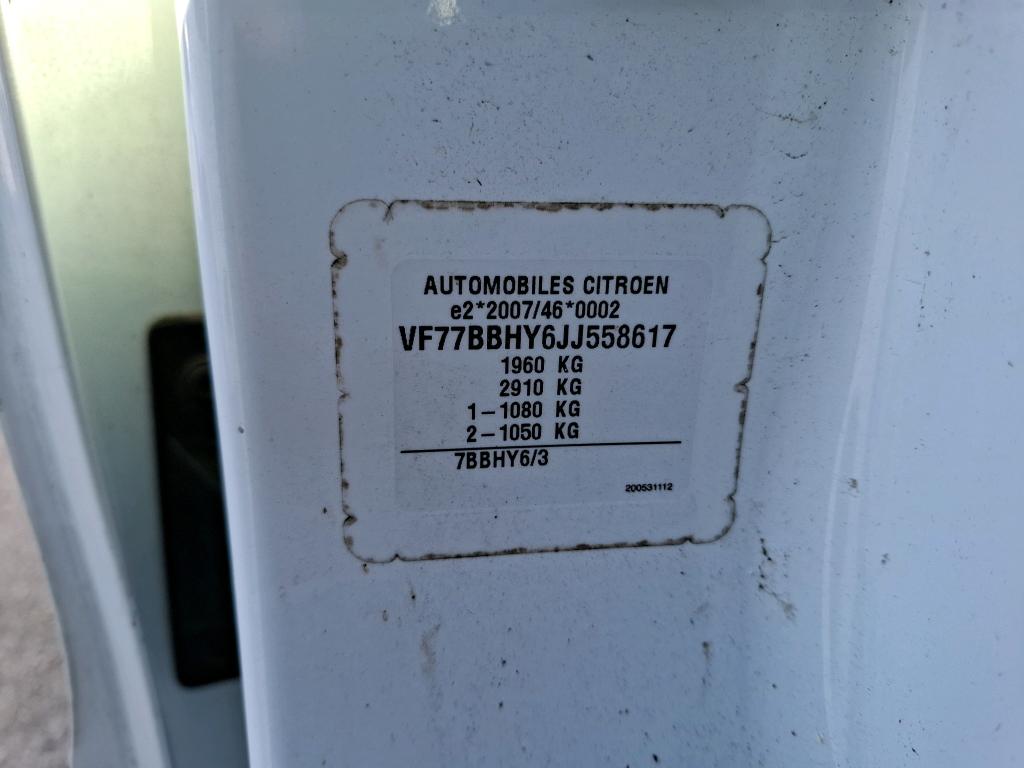 AUTOMOBILES CITROEN
e2*2007/46*0002
VF77BBHY6JJ558617
1960 KG
2910 KG
1-1080 KG
2-1050 KG
7BBHY6/3
200531112